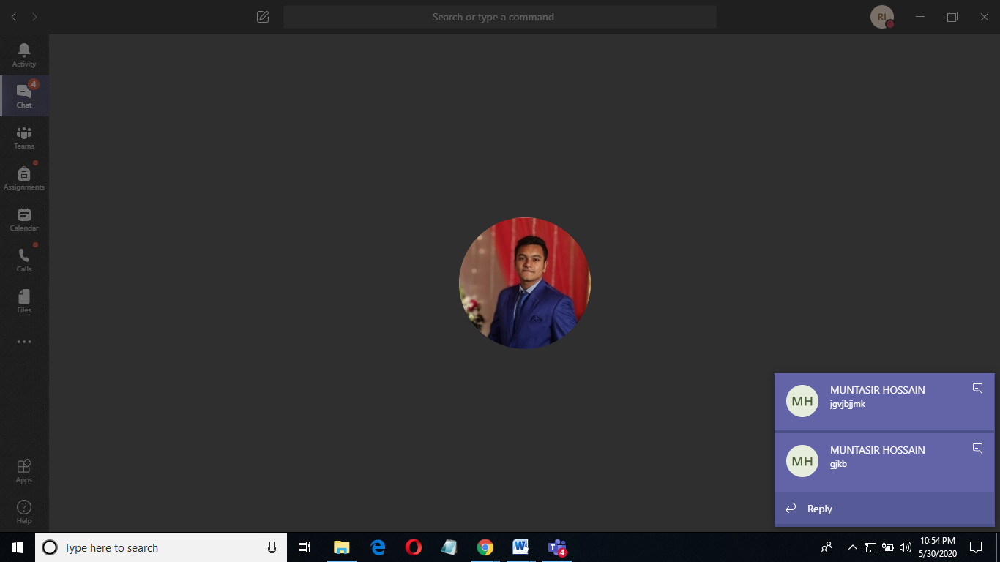 Search or type a command
RI
Activity
4
Chat
Teams
Assignments
Calendar
Calls
Files
Apps
Help
MH
MUNTASIR HOSSAIN
jgvjbjjmk
MH
MUNTASIR HOSSAIN
gjkb
Reply
Type here to search
4
10:54 PM
5/30/2020